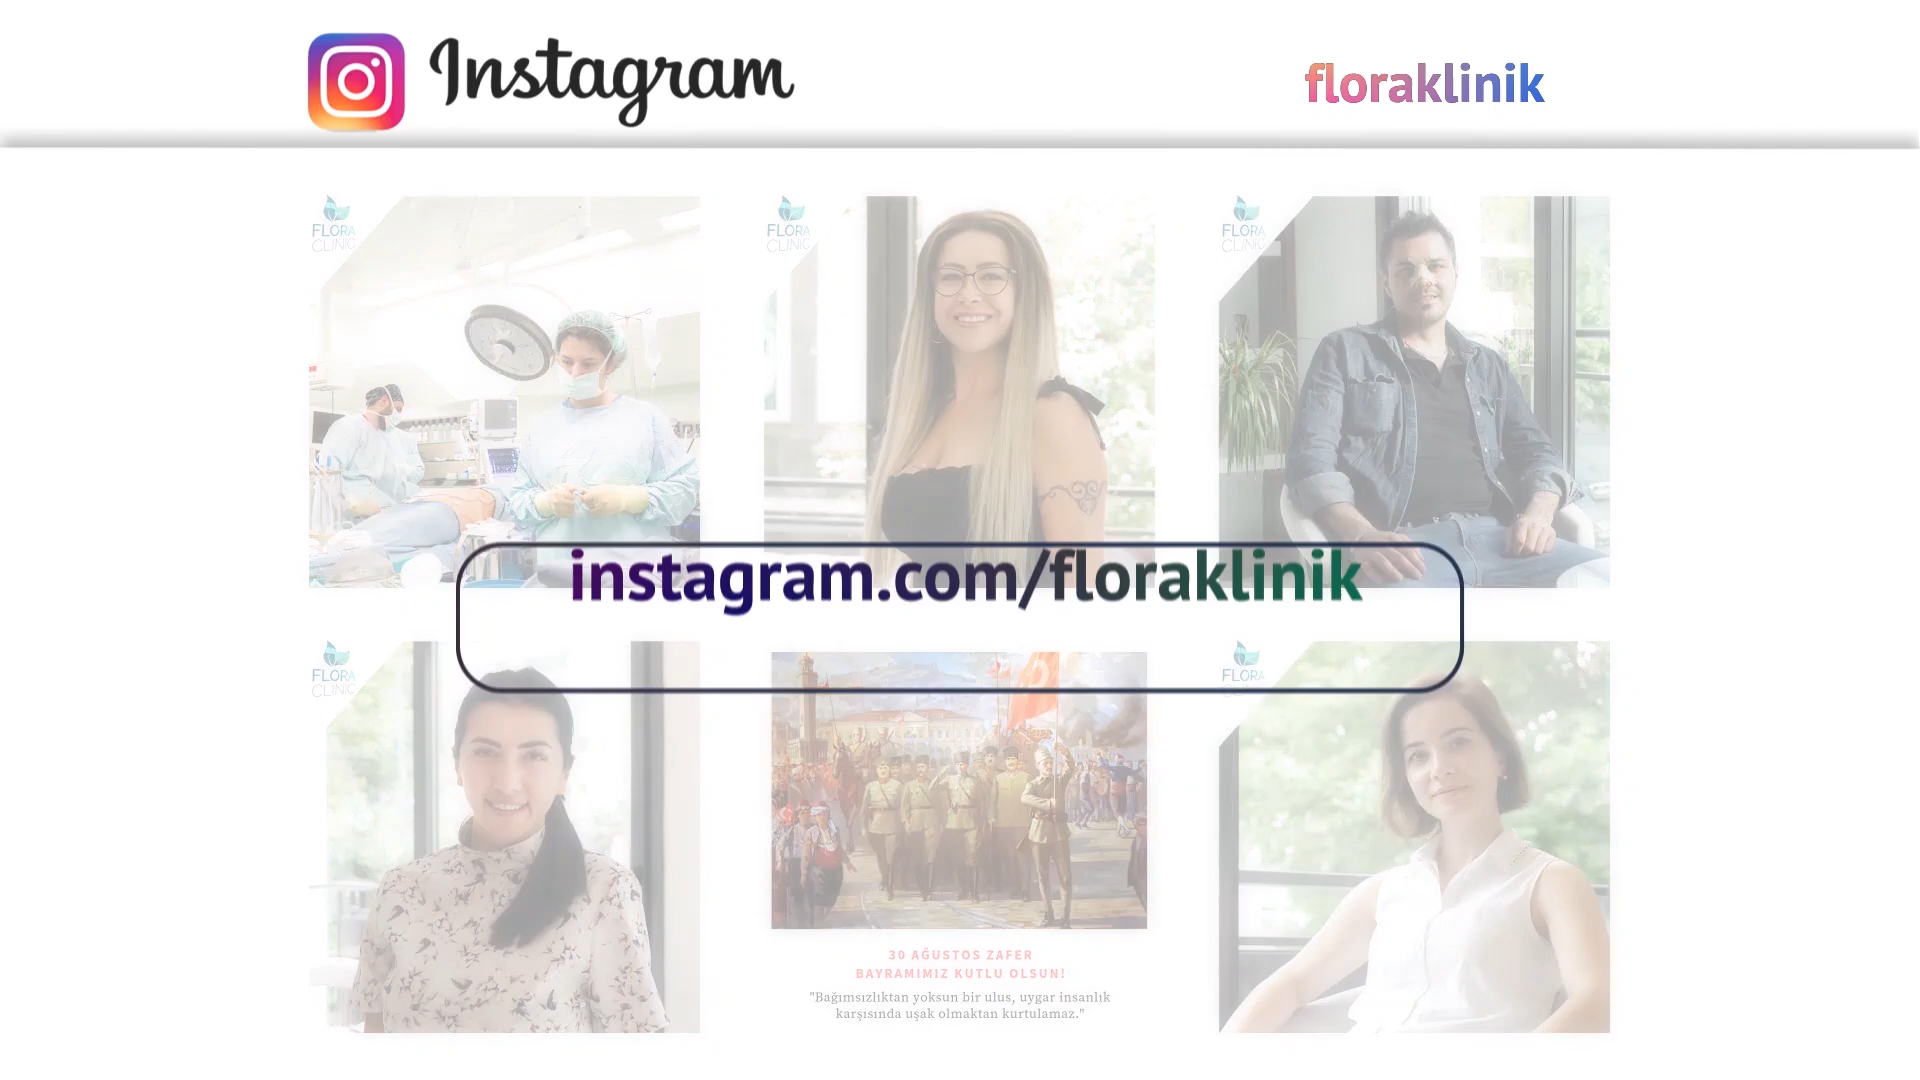 Instagram
floraklinik
FLORA
CLINIC
FLORA
CLINIC
FLORA
CLINIC
instagram.com/floraklinik
FLORA
CLINIC
FLORA
CLINIC
30 AĞUSTOS ZAFER
BAYRAMIMIZ KUTLU OLSUN!
"Bağımsızlıktan yoksun bir ulus, uygar insanlık
karşısında uşak olmaktan kurtulamaz."